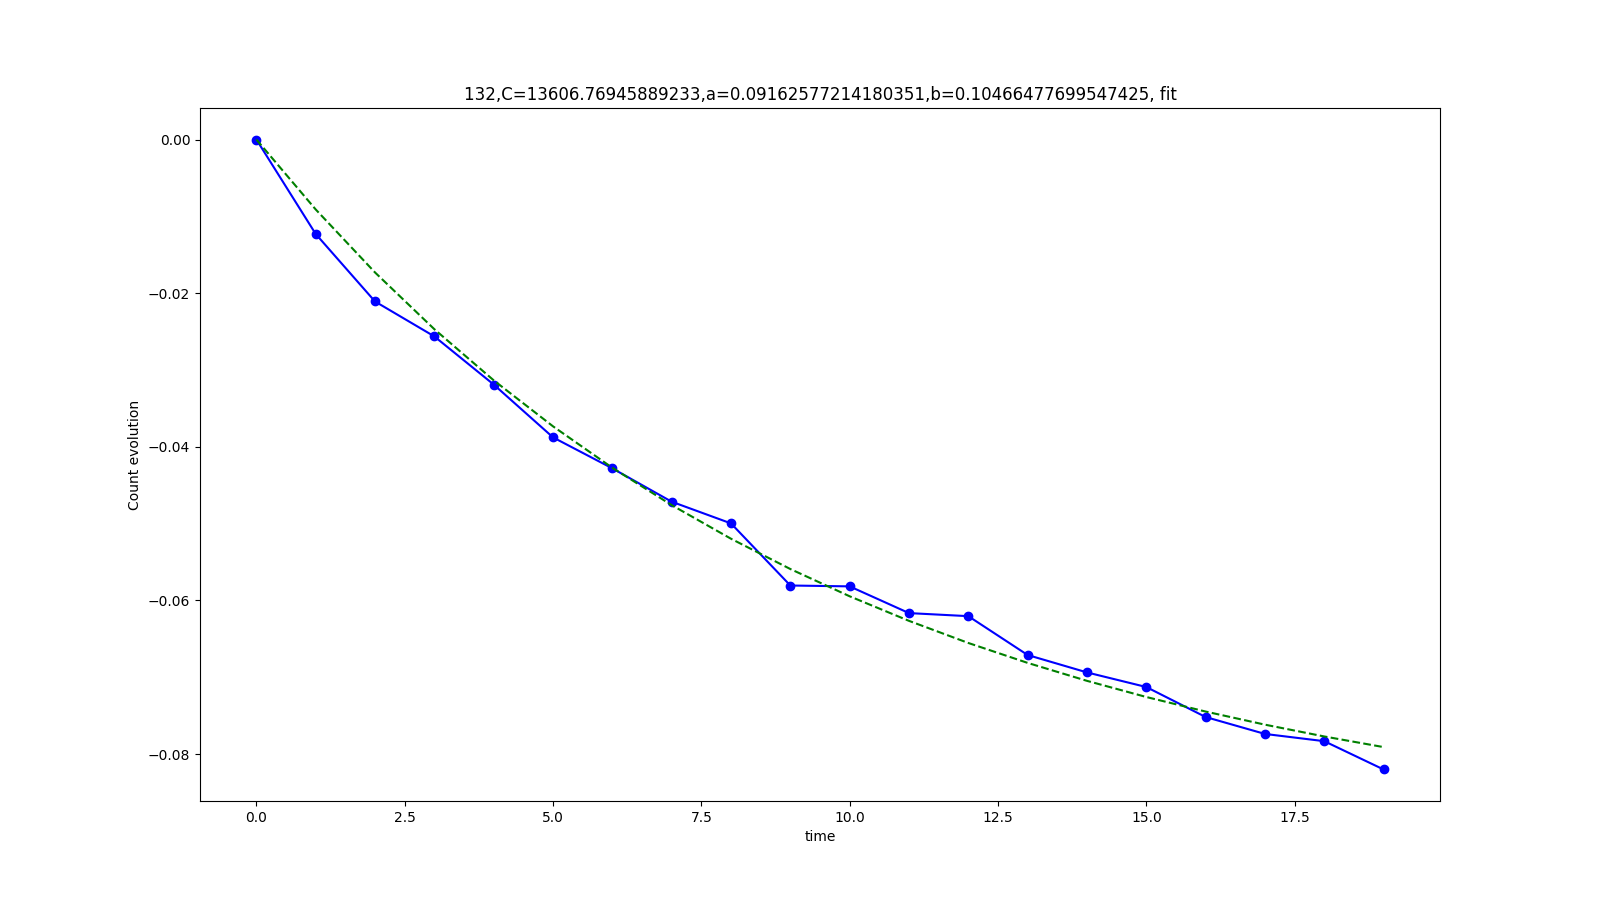 132,C=13606.76945889233,a=0.09162577214180351,b=0.10466477699547425, fit
0.00
−0.02
−0.04
−0.06
−0.08
Count evolution
0.0 2.5 5.0 7.5 10.0 12.5 15.0 17.5
time